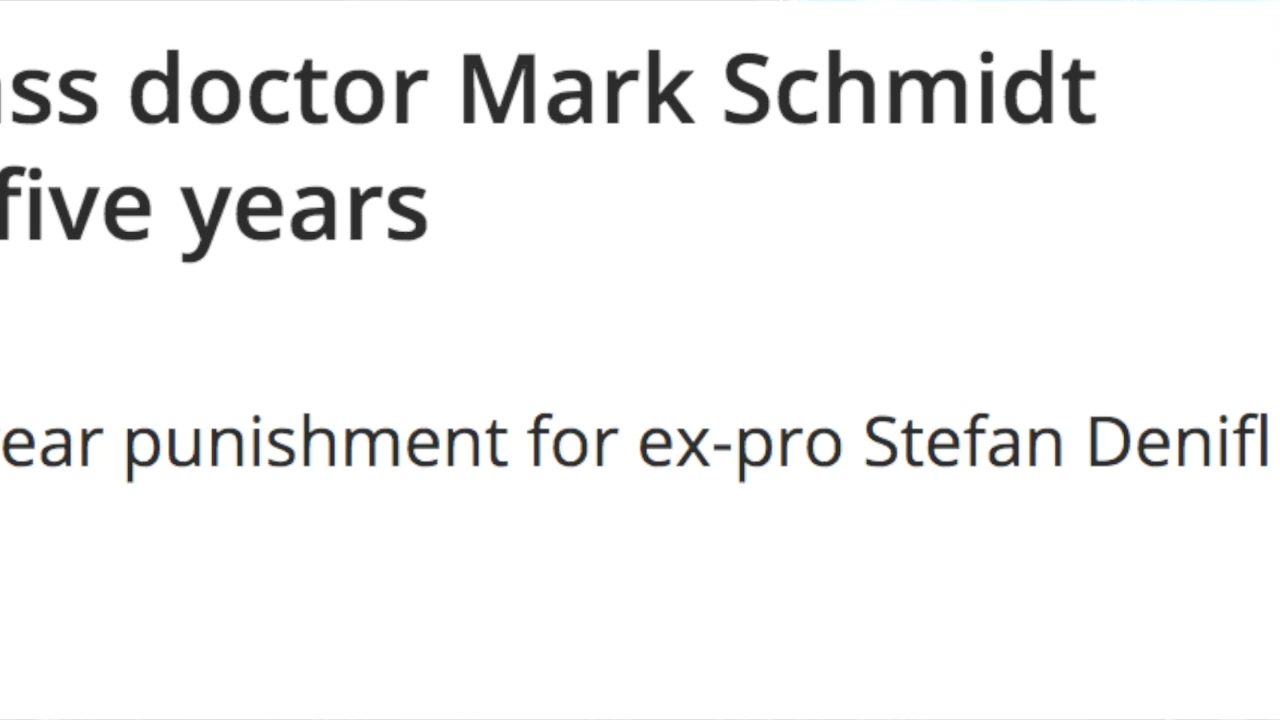 ss doctor Mark Schmidt
five years
ear punishment for ex-pro Stefan Denifl